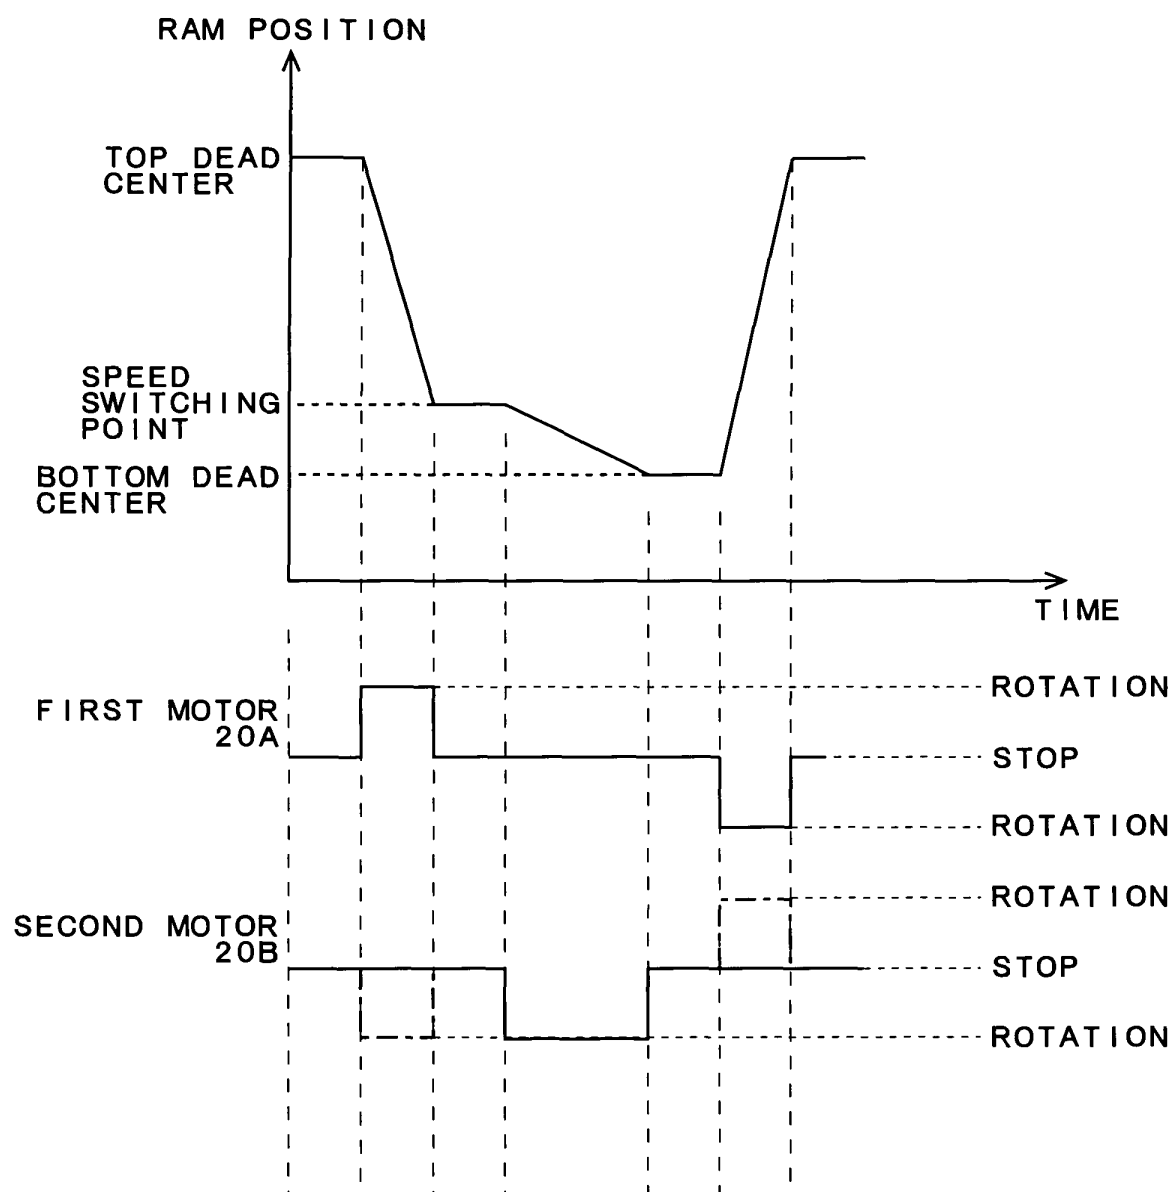 RAM POSITION
TOP DEAD
CENTER
SPEED
SWITCHING
POINT
BOTTOM DEAD
CENTER
TIME
ROTATION
FIRST MOTOR
20A
STOP
ROTATION
ROTATION
SECOND MOTOR
20B
STOP
ROTATION